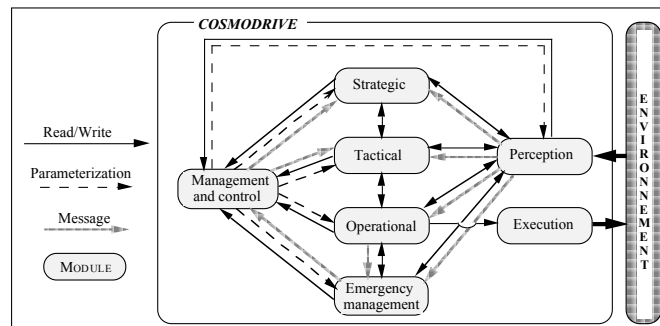 COSMODRIVE
Strategic
Read/Write
Tactical
Perception
Parameterization
Management
and control
Message
Operational
Execution
MODULE
Emergency
management
ENVIRONNEMENT